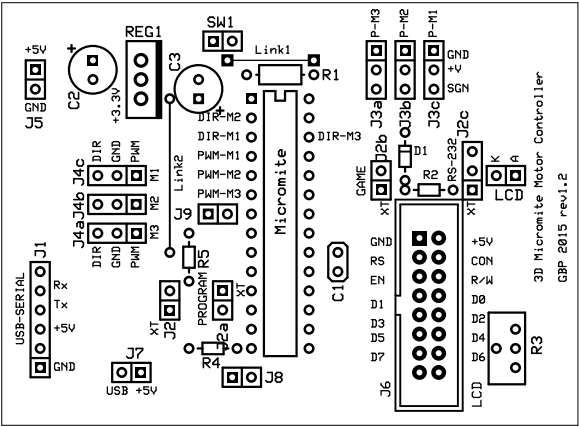 SW1
P-M3
P-M2
P-M1
REG1
+5V
C3
Link1
+
+
GND
+V
SGN
R1
C2
+3.3V
GND
J5
J3a
J3b
J3c
DIR-M2
DIR-M1
DIR-M3
J2b
D1
J2c
RS-232
PWM-M1
PWM-M2
PWM-M3
Micromite
Link2
J4c
DIR
GND
PWM
M1
J4b
M2
J4a
M3
DIR
GND
PWM
J9
GAME
XT
R2
XT
K
A
LCD
3D Micromite Motor Controller
GBP 2015 rev1.2
J1
USB-SERIAL
Rx
Tx
+5V
GND
R5
PROGRAM
XT
J2
XT
J2a
C1
GND
+5V
RS
CON
EN
R/W
D1
D0
D3
D2
D5
D4
D7
D6
R3
J6
LCD
J7
USB +5V
R4
J8